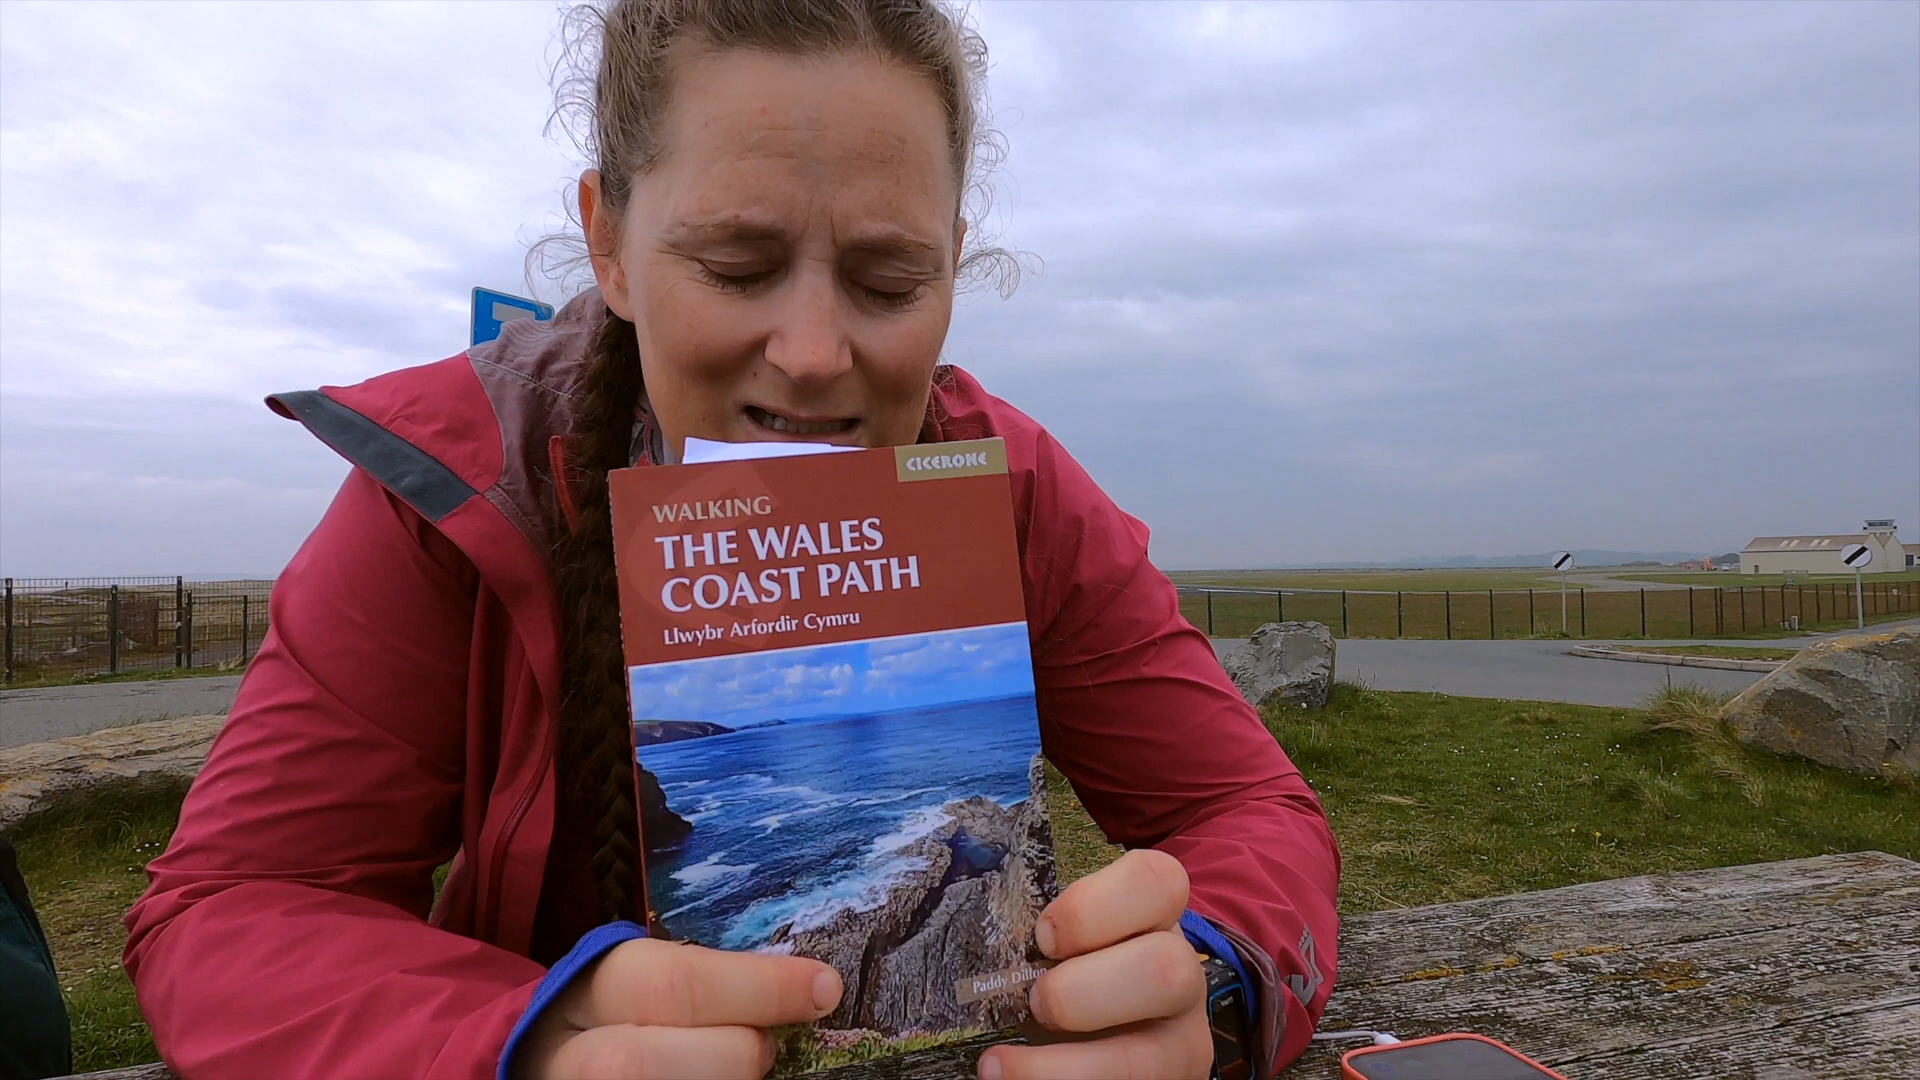 CICERONE
WALKING
THE WALES
COAST PATH
Llwybr Arfordir Cymru
Paddy Dillon